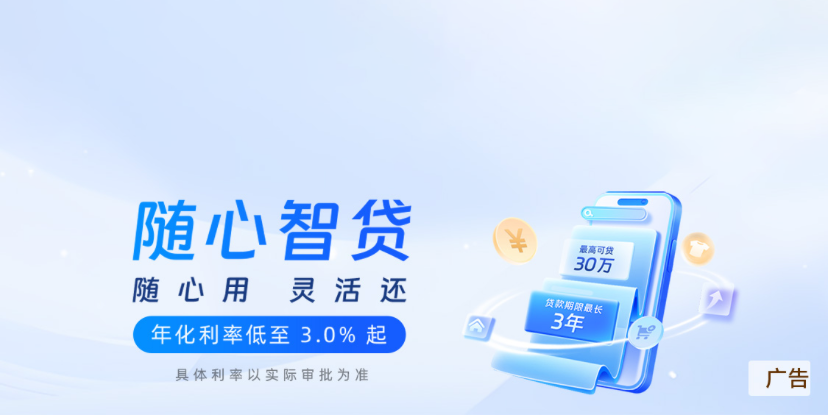 随心智贷
随心用 灵活还
年化利率低至 3.0% 起
具体利率以实际审批为准
最高可贷
30万
贷款期限最长
3年
广告